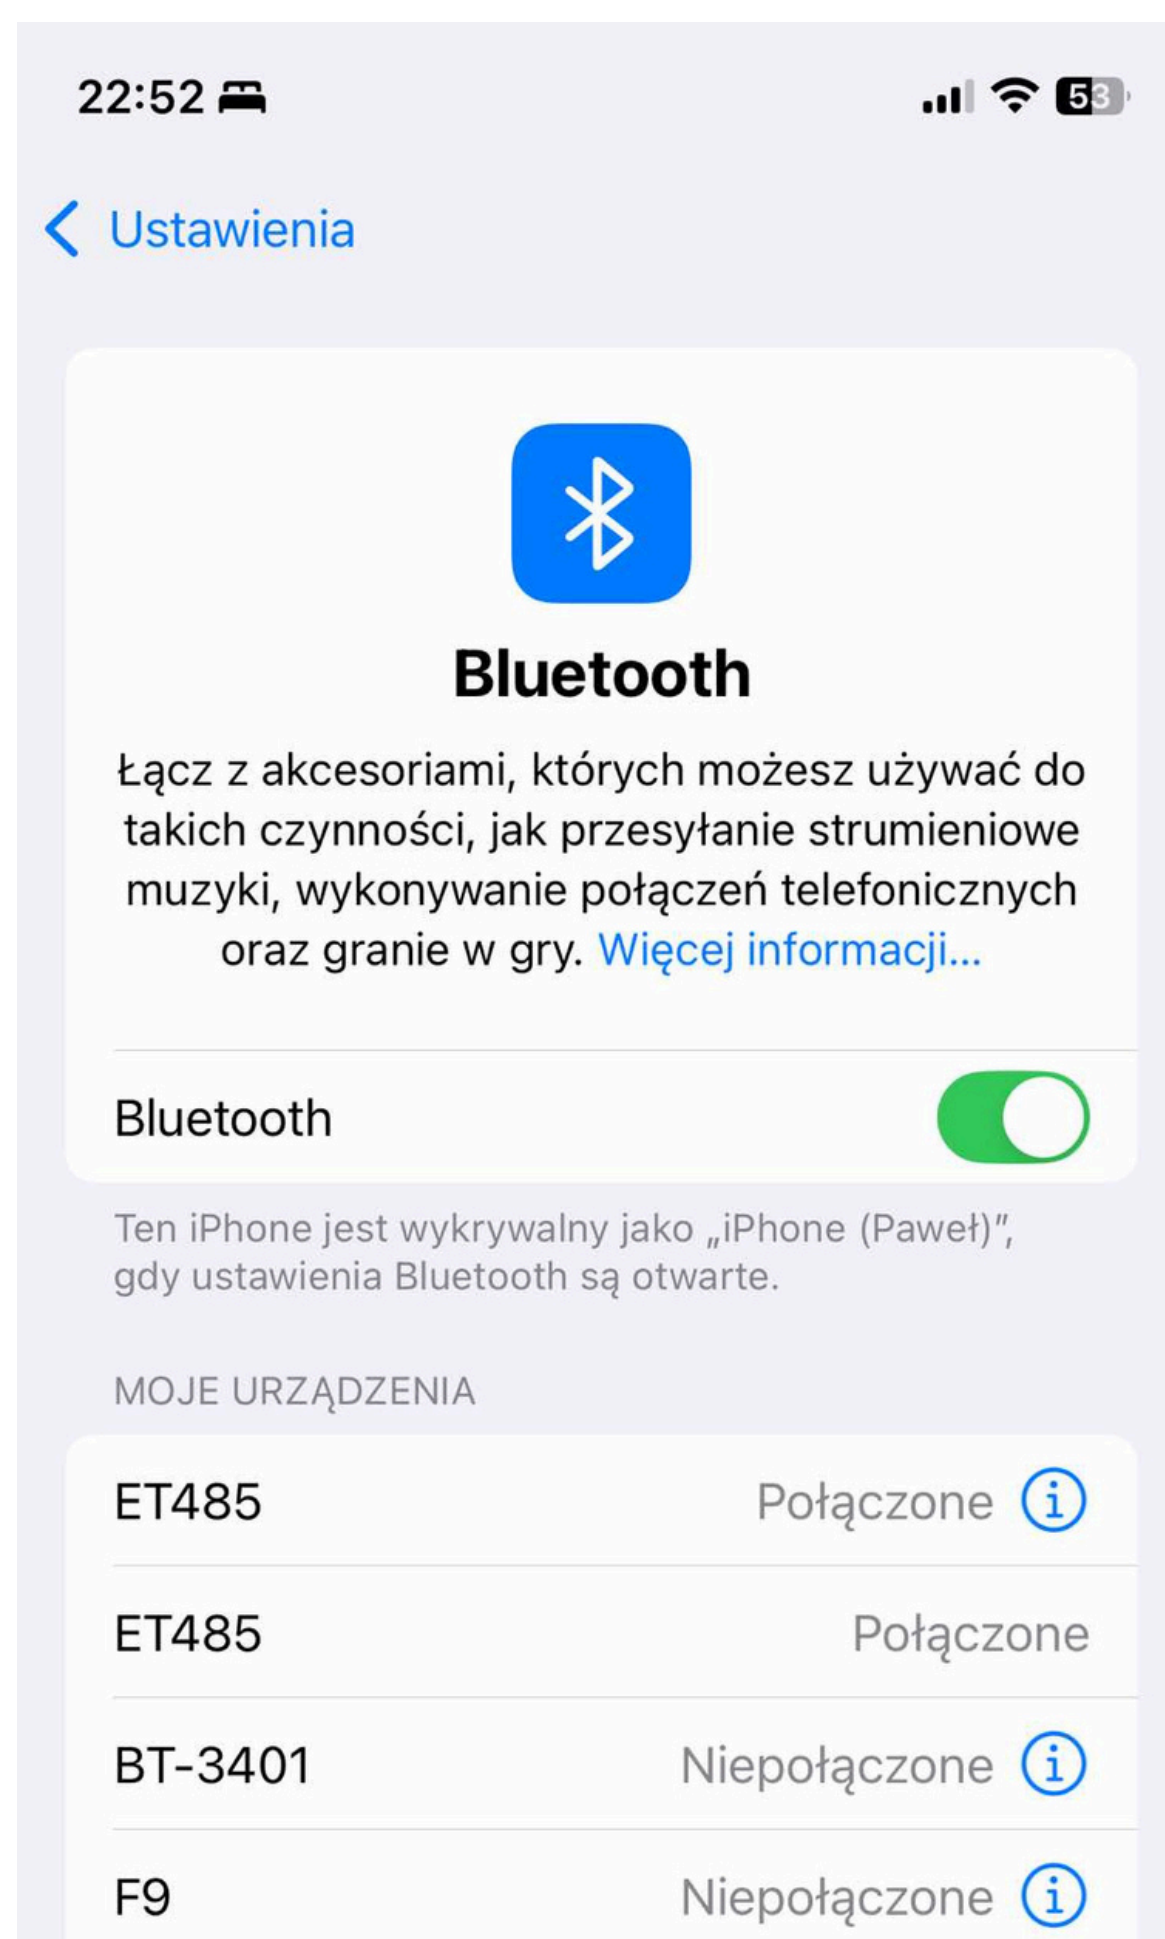 22:52
53
Ustawienia
Bluetooth
Łącz z akcesoriami, których możesz używać do
takich czynności, jak przesyłanie strumieniowe
muzyki, wykonywanie połączeń telefonicznych
oraz granie w gry. Więcej informacji...
Bluetooth
Ten iPhone jest wykrywalny jako „iPhone (Paweł)”,
gdy ustawienia Bluetooth są otwarte.
MOJE URZĄDZENIA
ET485 Połączone
ET485 Połączone
BT-3401 Niepołączone
F9 Niepołączone